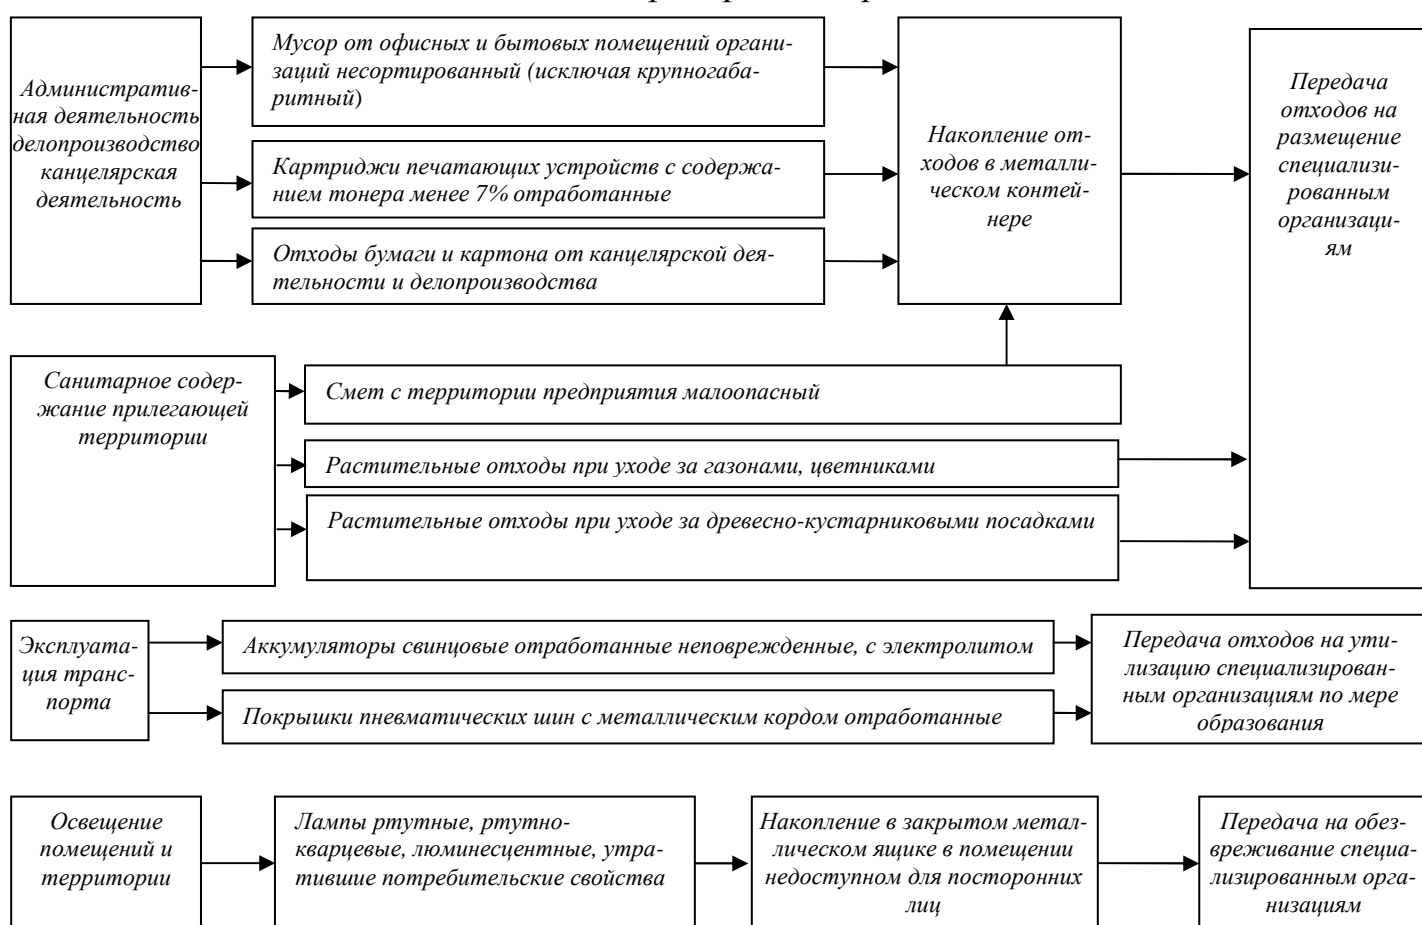 Административ-
ная деятельность
делопроизводство
канцелярская
деятельность
Мусор от офисных и бытовых помещений органи-
заций несортированный (исключая крупногаба-
ритный)
Картриджи печатающих устройств с содержа-
нием тонера менее 7% отработанные
Отходы бумаги и картона от канцелярской дея-
тельности и делопроизводства
Накопление от-
ходов в металли-
ческом контей-
нере
Передача
отходов на
размещение
специализи-
рованным
организаци-
ям
Санитарное содер-
жание прилегающей
территории
Смет с территории предприятия малоопасный
Растительные отходы при уходе за газонами, цветниками
Растительные отходы при уходе за древесно-кустарниковыми посадками
Эксплуата-
ция транс-
порта
Аккумуляторы свинцовые отработанные неповрежденные, с электролитом
Покрышки пневматических шин с металлическим кордом отработанные
Передача отходов на ути-
лизацию специализирован-
ным организациям по мере
образования
Освещение
помещений и
территории
Лампы ртутные, ртутно-
кварцевые, люминесцентные, утра-
тившие потребительские свойства
Накопление в закрытом метал-
лическом ящике в помещении
недоступном для посторонних
лиц
Передача на обез-
вреживание специа-
лизированным орга-
низациям